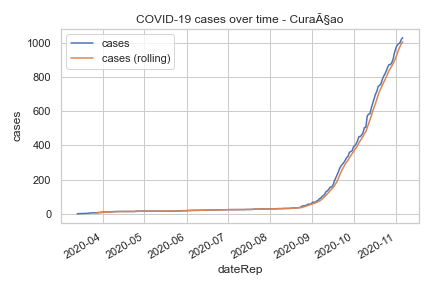 COVID-19 cases over time - CuraÃ§ao
cases
cases (rolling)
1000
800
600
400
200
0
cases
2020-04
2020-05
2020-06
2020-07
2020-08
2020-09
2020-10
2020-11
dateRep